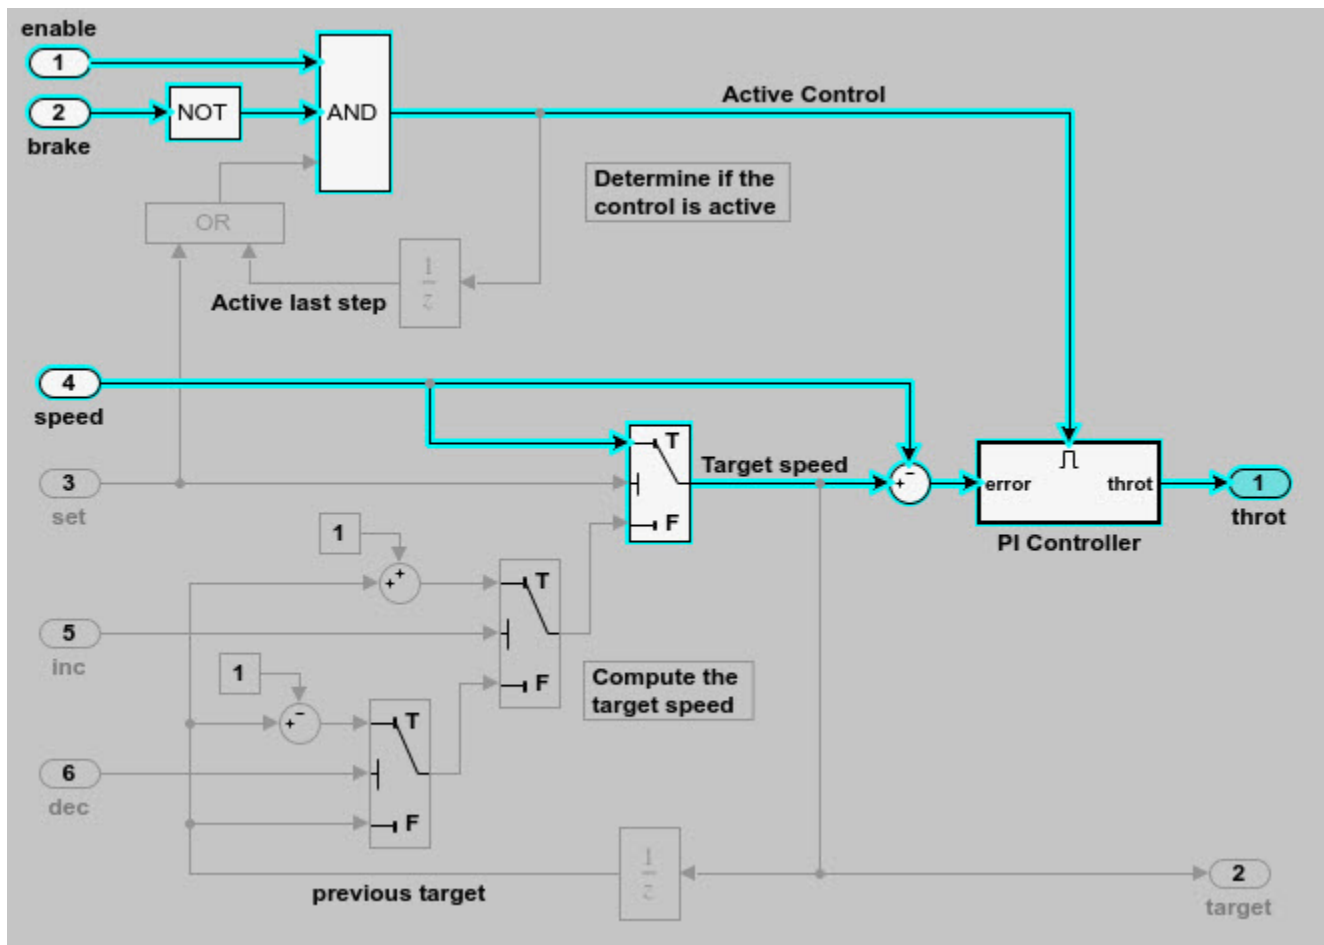 enable
1
2
NOT
AND
brake
Active Control
Determine if the
control is active
OR
1
z
Active last step
4
speed
T
3
set
Target speed
+
−
error
throt
1
throt
F
PI Controller
1
+
+
T
5
inc
F
1
+
−
Compute the
target speed
T
6
dec
F
1
z
previous target
2
target